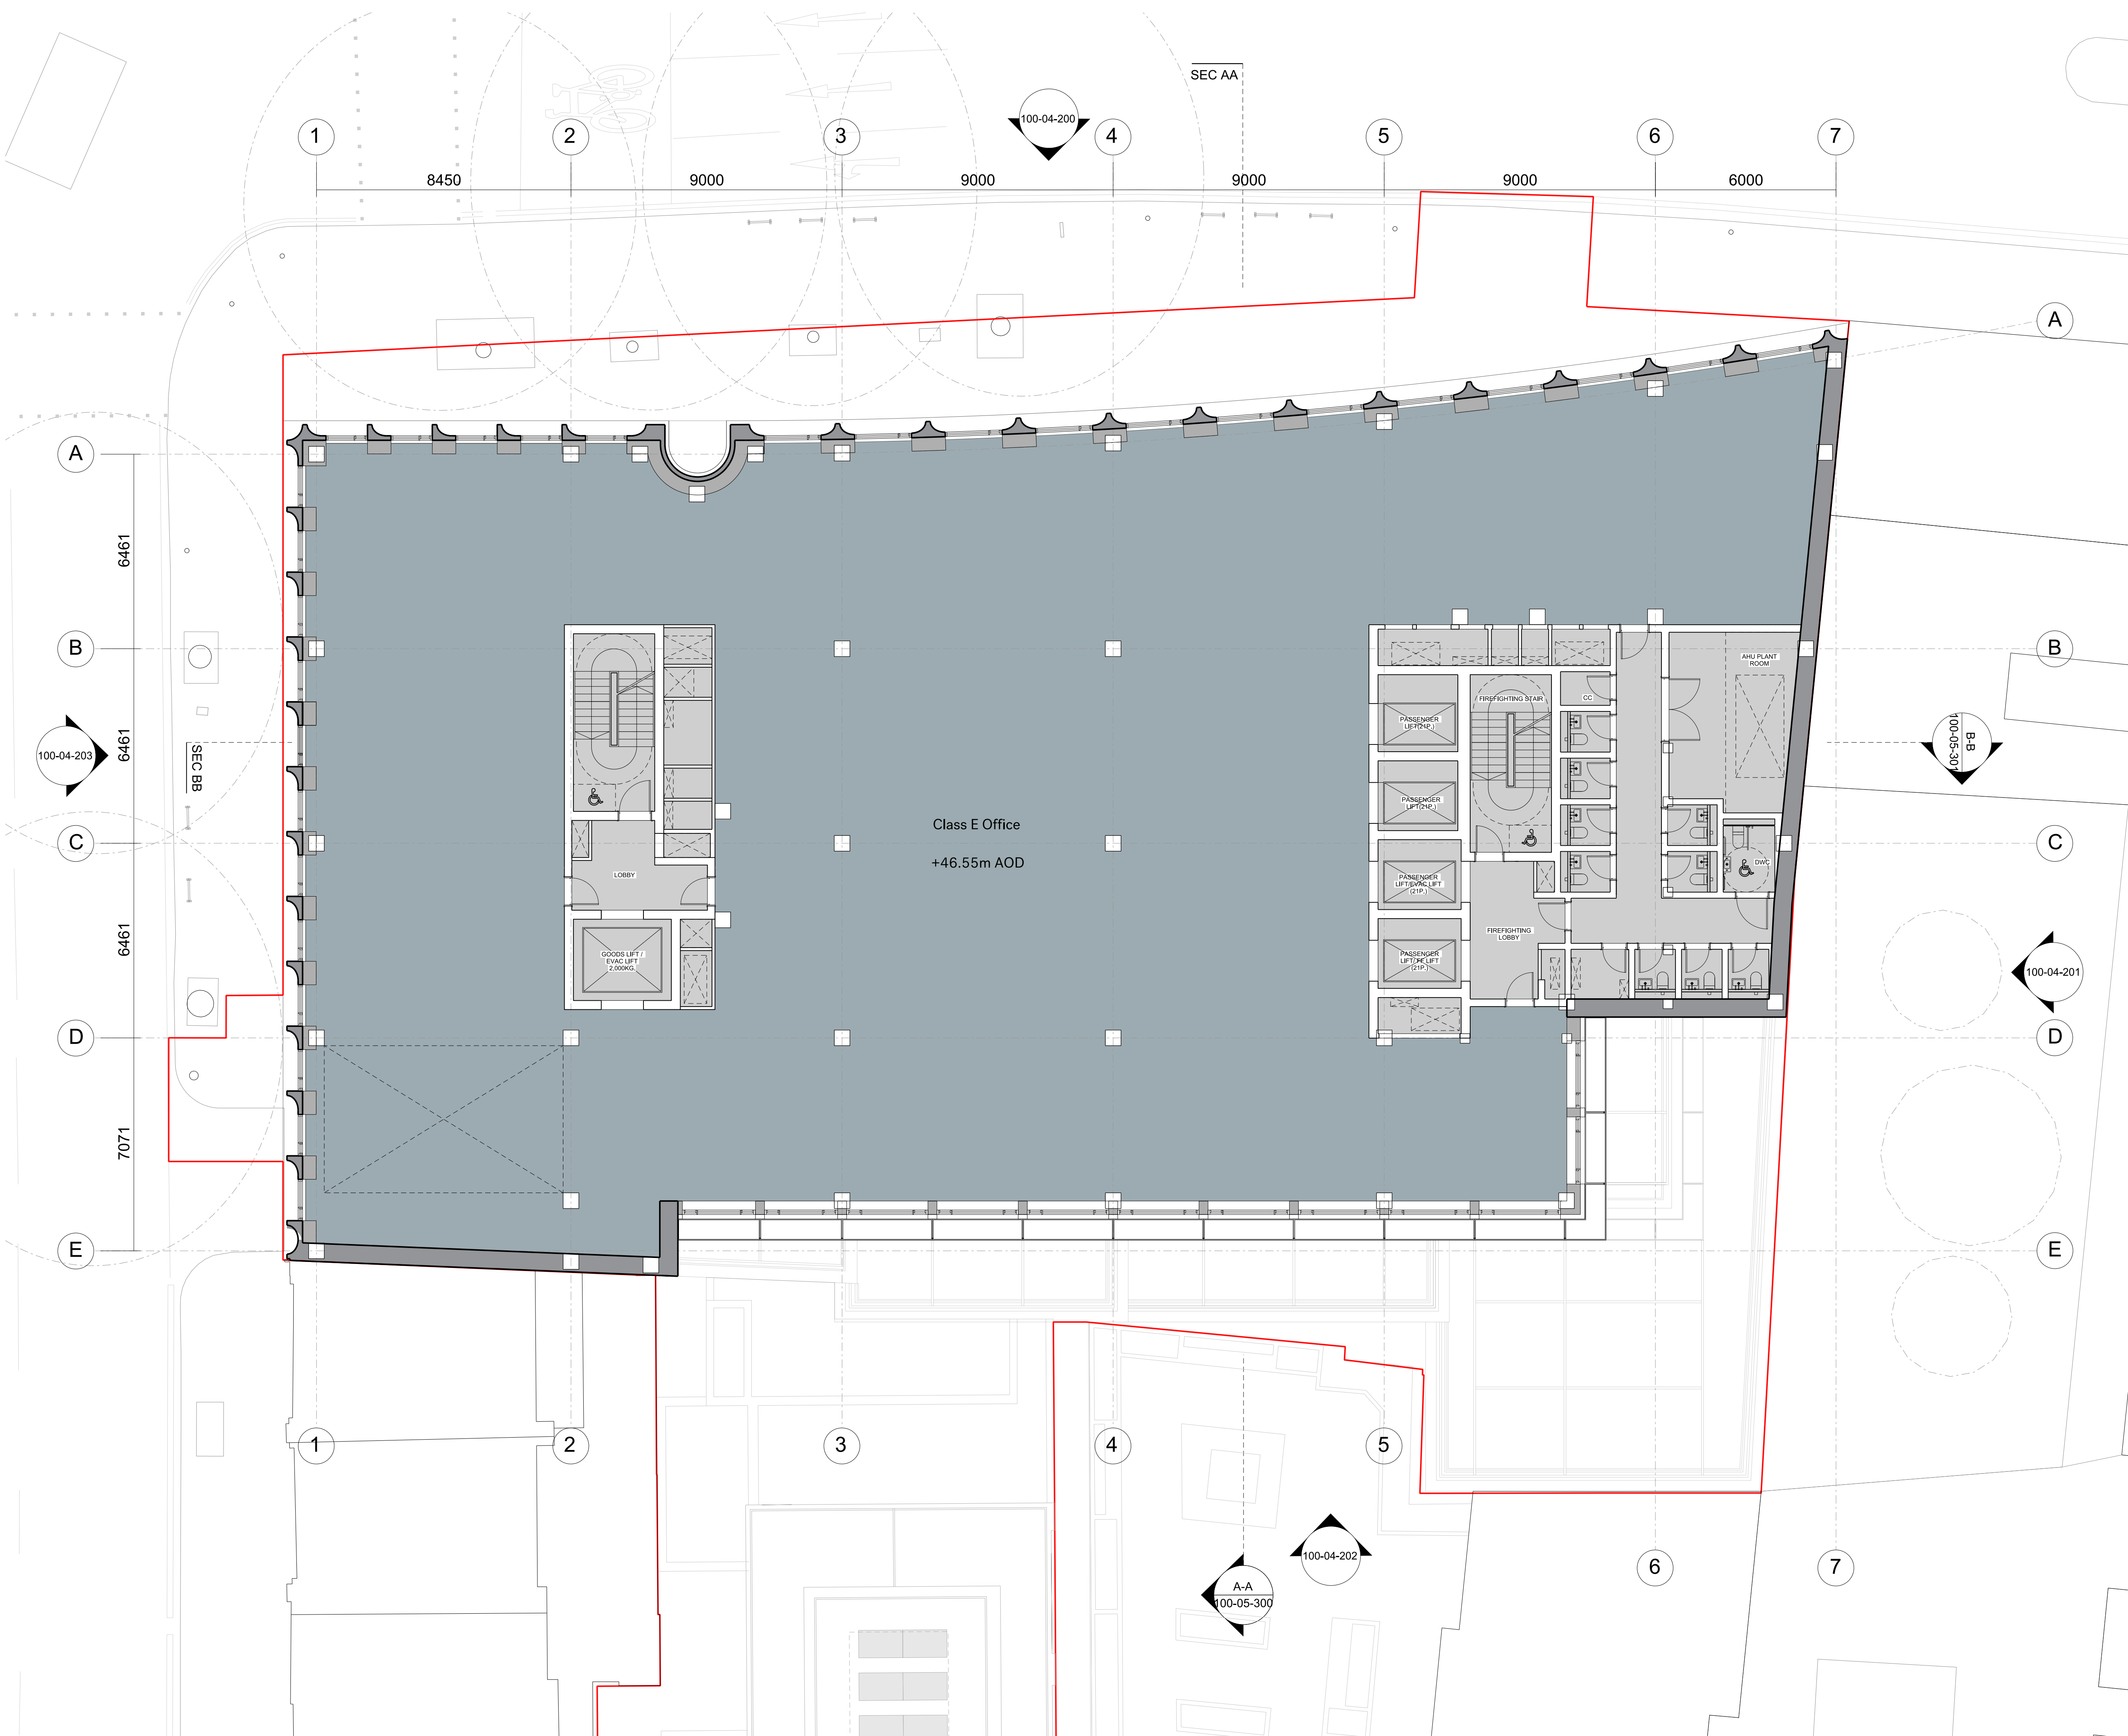 SEC AA
100-04-200
1
2
3
4
5
6
7
8450
9000
9000
9000
9000
6000
A
A
6461
B
B
AHU PLANT
ROOM
FIREFIGHTING STAIR
CC
PASSENGER
LIFT(21P.)
6461
100-04-203
SEC BB
B-B
100-05-301
PASSENGER
LIFT(21P.)
Class E Office
+46.55m AOD
C
C
DWC
LOBBY
PASSENGER
LIFT/EVAC LIFT
(21P.)
6461
FIREFIGHTING
LOBBY
GOODS LIFT /
EVAC LIFT
2,000KG.
PASSENGER
LIFT/FF LIFT
(21P.)
100-04-201
D
D
7071
E
E
1
2
3
4
5
100-04-202
6
7
A-A
100-05-300